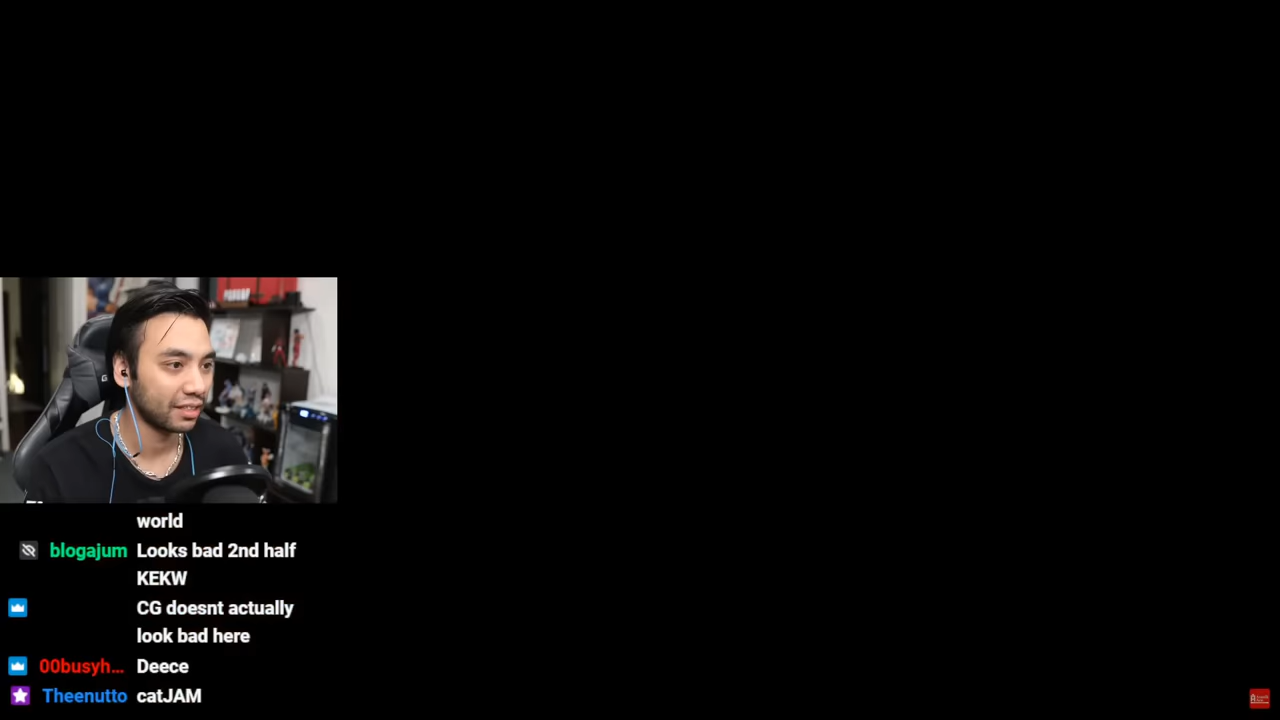 world
blogajum Looks bad 2nd half
KEKW
CG doesnt actually
look bad here
00busyh... Deece
Theenutto catJAM